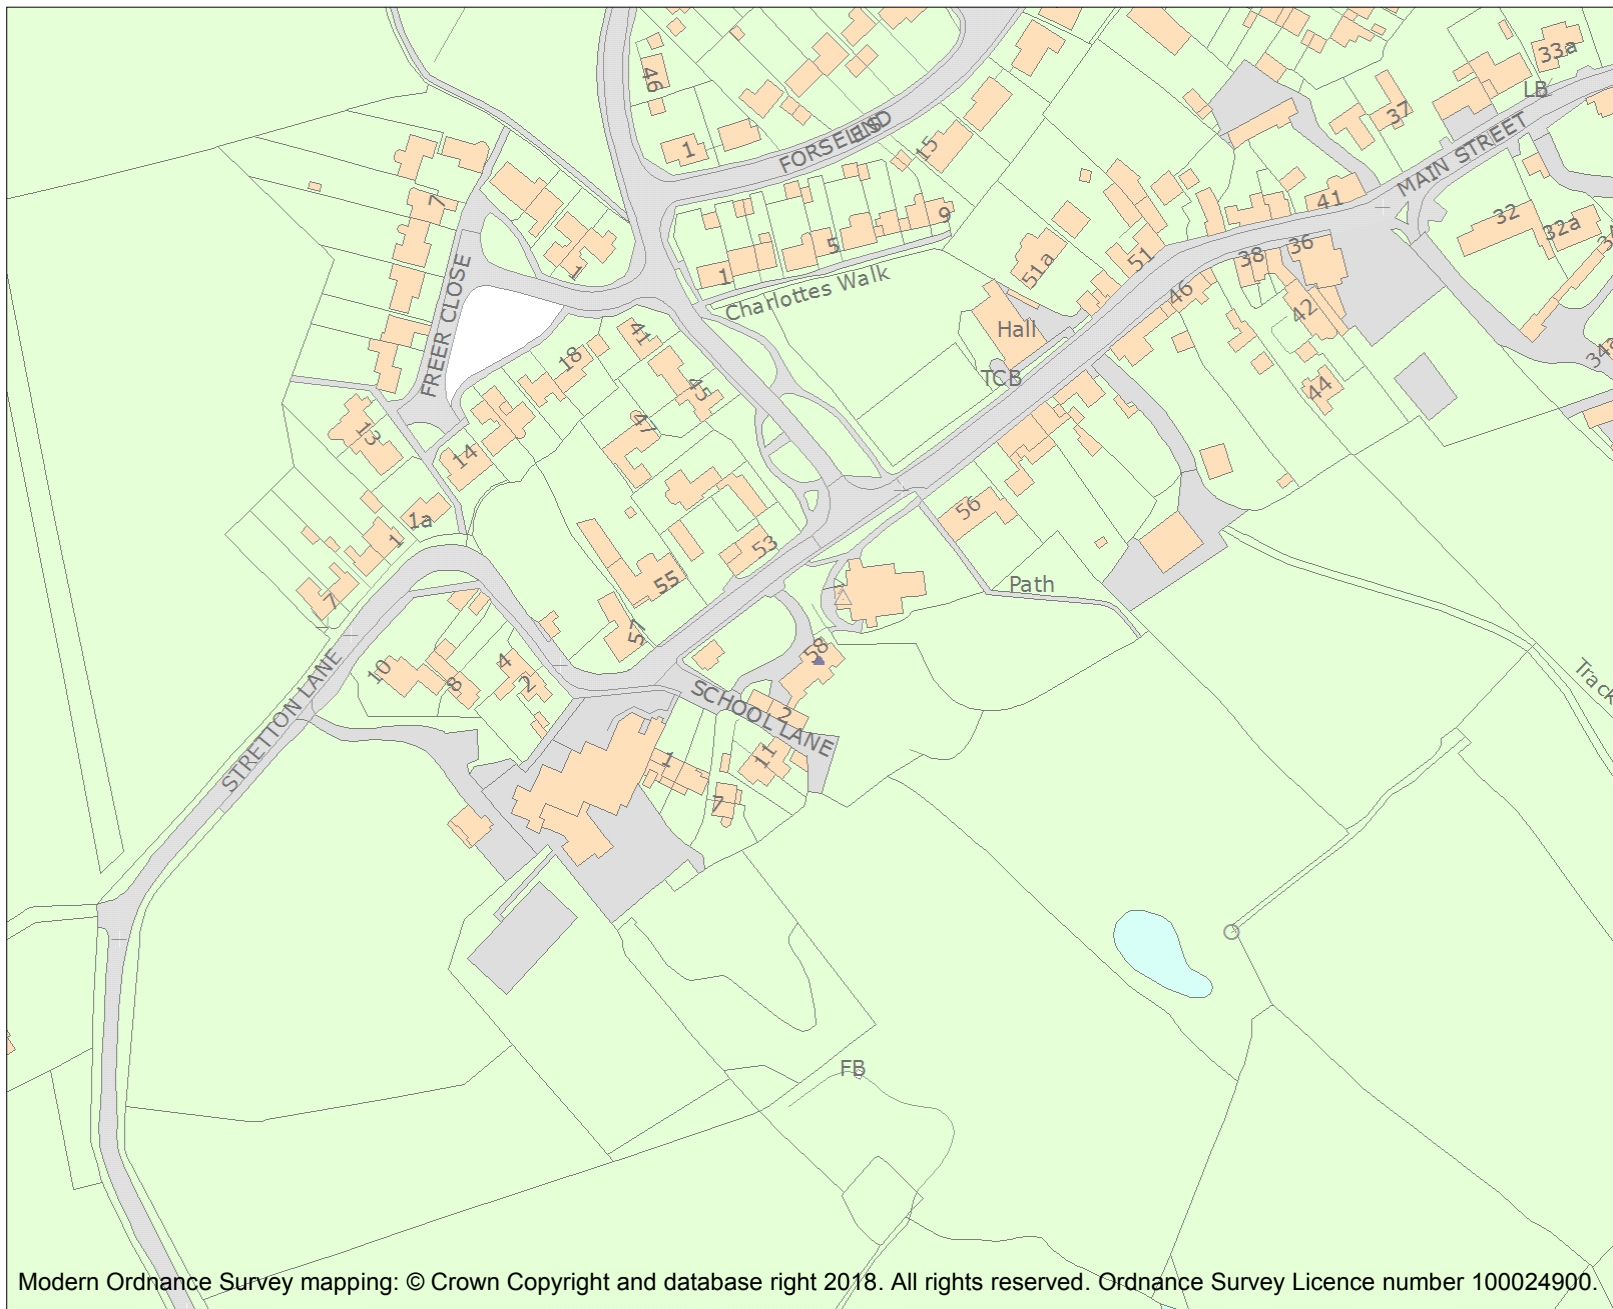 33a
46
LB
37
FORSELLS END
1
15
MAIN STREET
7
41
32
32a
9
36
5
51a
51
38
1
1
46
42
Charlottes Walk
FREER CLOSE
Hall
41
18
34a
TCB
45
44
47
13
14
56
1a
1
53
55
Path
7
57
58
10
4
8
2
Track
STRETTON LANE
SCHOOL LANE
2
11
1
7
FB
Modern Ordnance Survey mapping: © Crown Copyright and database right 2018. All rights reserved. Ordnance Survey Licence number 100024900.